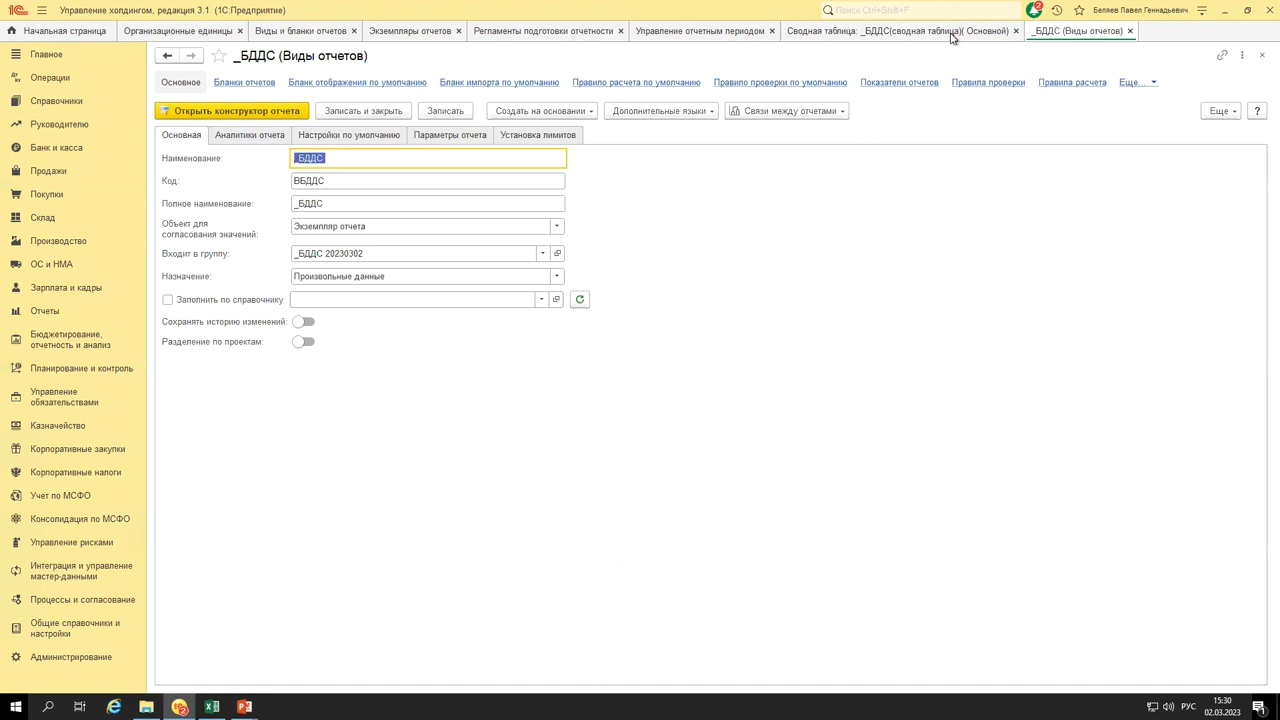 Управление холдингом, редакция 3.1 (1С:Предприятие)
Поиск Ctrl+Shift+F
2
Беляев Павел Геннадьевич
Начальная страница
Организационные единицы ×
Виды и бланки отчетов ×
Экземпляры отчетов ×
Регламенты подготовки отчетности ×
Управление отчетным периодом ×
Сводная таблица: _БДДС(сводная таблица)( Основной) ×
_БДДС (Виды отчетов) ×
Главное
Операции
Справочники
Руководителю
Банк и касса
Продажи
Покупки
Склад
Производство
ОС и НМА
Зарплата и кадры
Отчеты
Бюджетирование,
отчетность и анализ
Планирование и контроль
Управление
обязательствами
Казначейство
Корпоративные закупки
Корпоративные налоги
Учет по МСФО
Консолидация по МСФО
Управление рисками
Интеграция и управление
мастер-данными
Процессы и согласование
Общие справочники и
настройки
Администрирование
_БДДС (Виды отчетов)
Основное
Бланки отчетов
Бланк отображения по умолчанию
Бланк импорта по умолчанию
Правило расчета по умолчанию
Правило проверки по умолчанию
Показатели отчетов
Правила проверки
Правила расчета
Еще...
Открыть конструктор отчета
Записать и закрыть
Записать
Создать на основании
Дополнительные языки
Связи между отчетами
Еще
?
Основная
Аналитики отчета
Настройки по умолчанию
Параметры отчета
Установка лимитов
Наименование: _БДДС
Код: ВБДДС
Полное наименование: _БДДС
Объект для
согласования значений: Экземпляр отчета
Входит в группу: _БДДС 20230302
Назначение: Произвольные данные
Заполнить по справочнику
Сохранять историю изменений:
Разделение по проектам:
РУС
15:30
02.03.2023
1